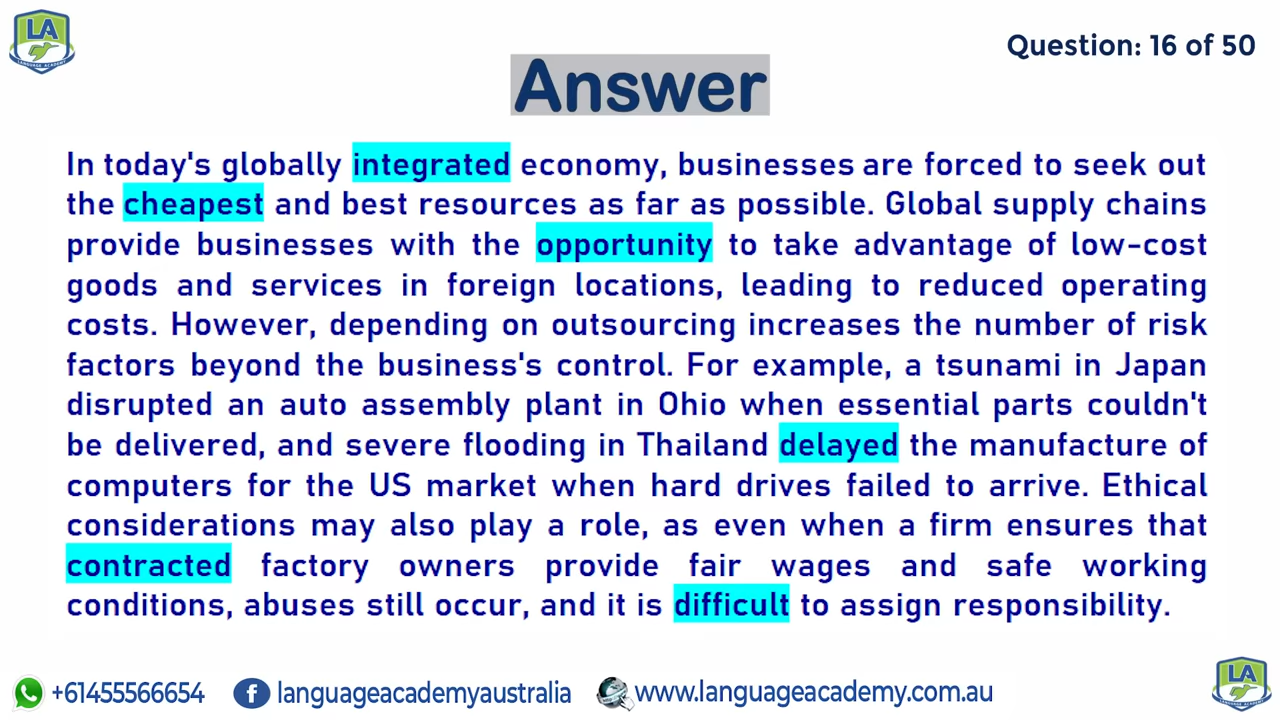 LA
LANGUAGE ACADEMY
Question: 16 of 50
Answer
In today's globally integrated economy, businesses are forced to seek out
the cheapest and best resources as far as possible. Global supply chains
provide businesses with the opportunity to take advantage of low-cost
goods and services in foreign locations, leading to reduced operating
costs. However, depending on outsourcing increases the number of risk
factors beyond the business's control. For example, a tsunami in Japan
disrupted an auto assembly plant in Ohio when essential parts couldn't
be delivered, and severe flooding in Thailand delayed the manufacture of
computers for the US market when hard drives failed to arrive. Ethical
considerations may also play a role, as even when a firm ensures that
contracted factory owners provide fair wages and safe working
conditions, abuses still occur, and it is difficult to assign responsibility.
+61455566654 languageacademyaustralia www.languageacademy.com.au
LA
LANGUAGE ACADEMY